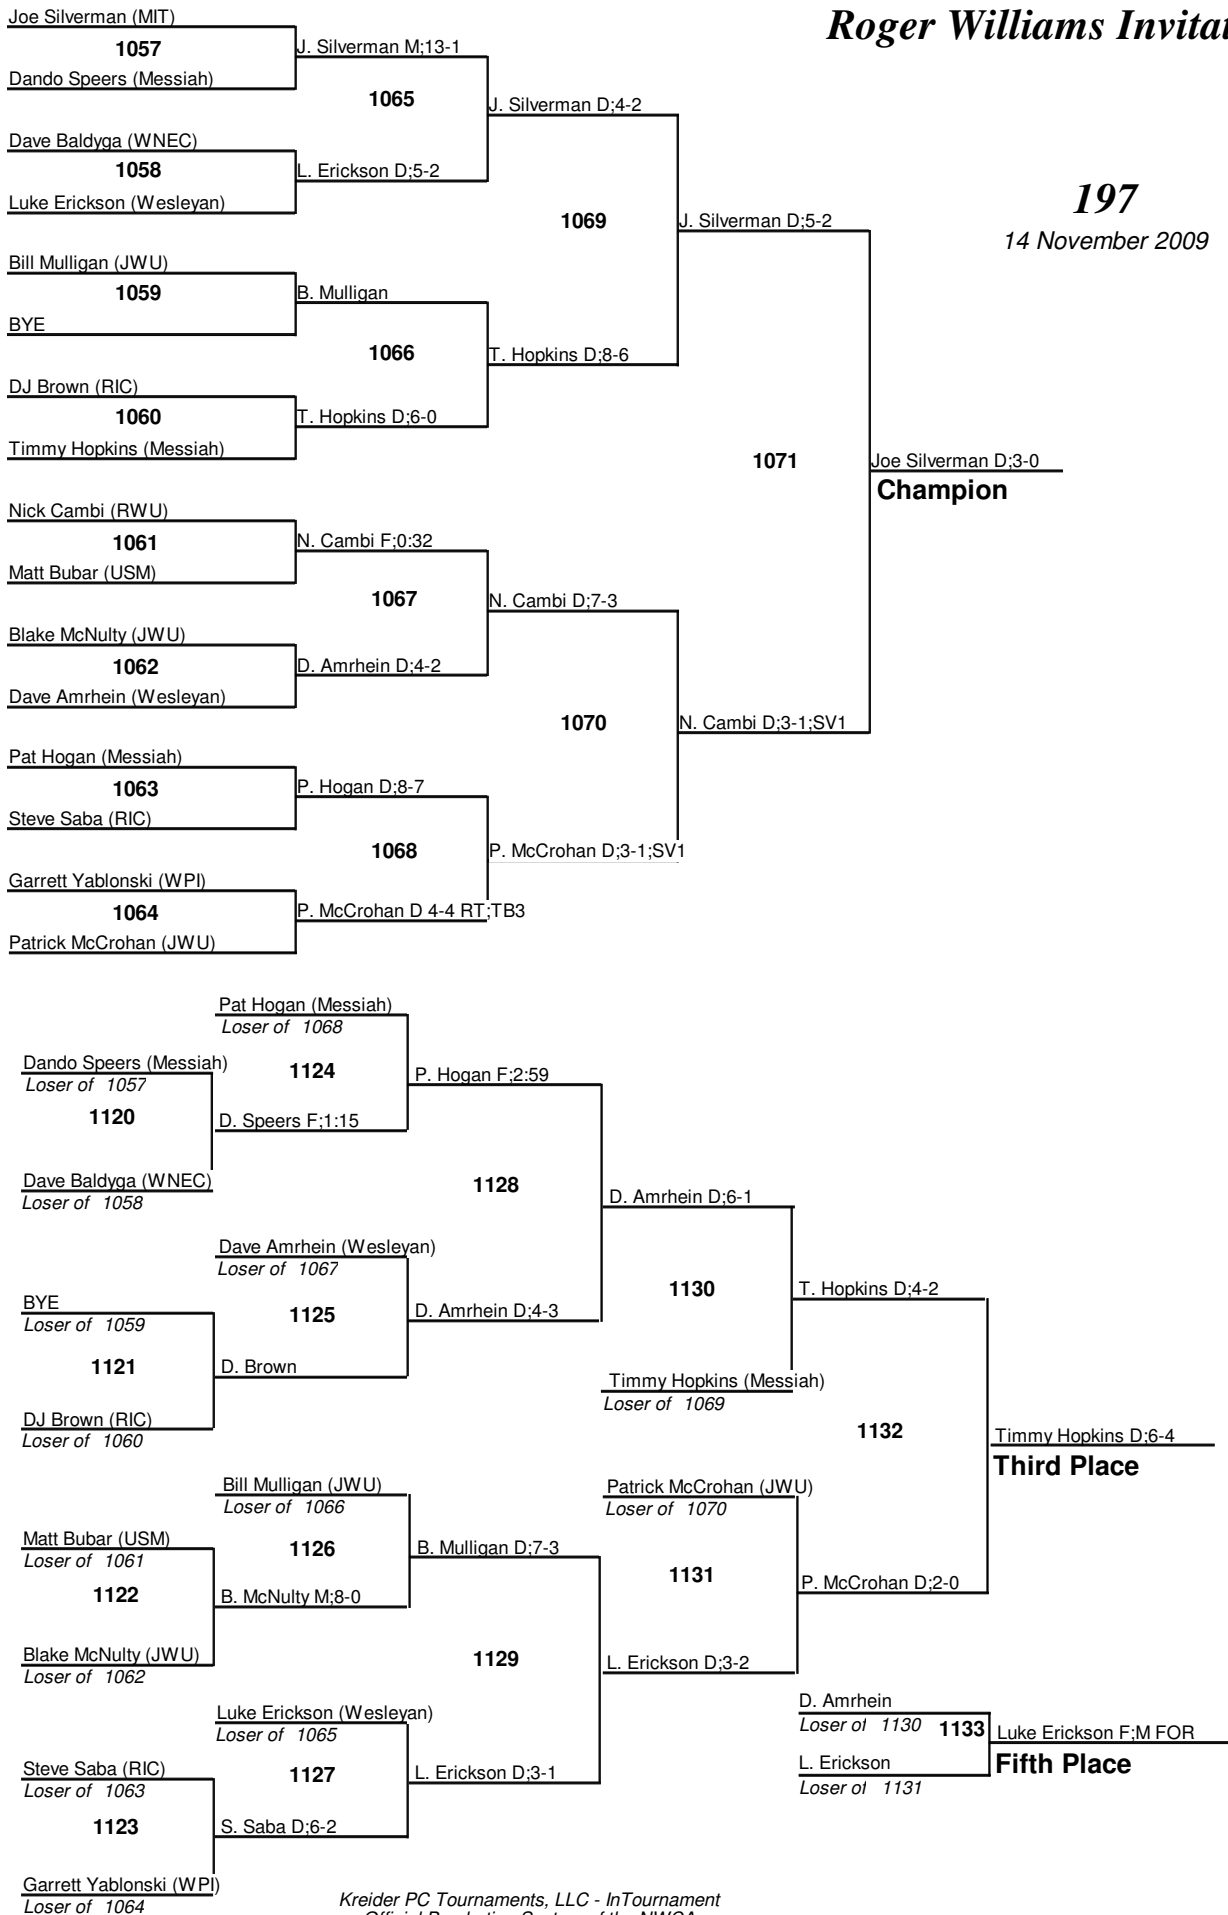 Joe Silverman (MIT)
Roger Williams Invitat
1057
J. Silverman M;13-1
Dando Speers (Messiah)
1065
J. Silverman D;4-2
Dave Baldyga (WNEC)
1058
L. Erickson D;5-2
Luke Erickson (Wesleyan)
197
1069
J. Silverman D;5-2
14 November 2009
Bill Mulligan (JWU)
1059
B. Mulligan
BYE
1066
T. Hopkins D;8-6
DJ Brown (RIC)
1060
T. Hopkins D;6-0
Timmy Hopkins (Messiah)
1071
Joe Silverman D;3-0
Champion
Nick Cambi (RWU)
1061
N. Cambi F;0:32
Matt Bubar (USM)
1067
N. Cambi D;7-3
Blake McNulty (JWU)
1062
D. Amrhein D;4-2
Dave Amrhein (Wesleyan)
1070
N. Cambi D;3-1;SV1
Pat Hogan (Messiah)
1063
P. Hogan D;8-7
Steve Saba (RIC)
1068
P. McCrohan D;3-1;SV1
Garrett Yablonski (WPI)
1064
P. McCrohan D 4-4 RT;TB3
Patrick McCrohan (JWU)
Pat Hogan (Messiah)
Loser of 1068
Dando Speers (Messiah)
Loser of 1057
1124
P. Hogan F;2:59
1120
D. Speers F;1:15
Dave Baldyga (WNEC)
Loser of 1058
1128
D. Amrhein D;6-1
Dave Amrhein (Wesleyan)
Loser of 1067
BYE
Loser of 1059
1125
D. Amrhein D;4-3
1130
T. Hopkins D;4-2
1121
D. Brown
Timmy Hopkins (Messiah)
Loser of 1069
DJ Brown (RIC)
Loser of 1060
1132
Timmy Hopkins D;6-4
Third Place
Bill Mulligan (JWU)
Loser of 1066
Patrick McCrohan (JWU)
Loser of 1070
Matt Bubar (USM)
Loser of 1061
1126
B. Mulligan D;7-3
1131
P. McCrohan D;2-0
1122
B. McNulty M;8-0
Blake McNulty (JWU)
Loser of 1062
1129
L. Erickson D;3-2
Luke Erickson (Wesleyan)
Loser of 1065
D. Amrhein
Loser of 1130
1133
Luke Erickson F;M FOR
Fifth Place
L. Erickson
Loser of 1131
Steve Saba (RIC)
Loser of 1063
1127
L. Erickson D;3-1
1123
S. Saba D;6-2
Garrett Yablonski (WPI)
Loser of 1064
Kreider PC Tournaments, LLC - InTournament